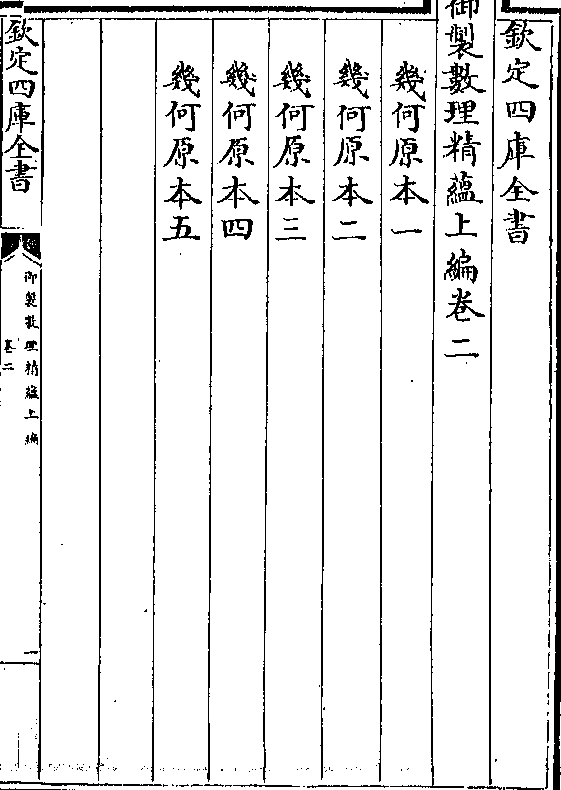 欽定四庫全書
御製數理精蘊上編卷二
幾何原本一
幾何原本二
幾何原本三
幾何原本四
幾何原本五
欽定四庫全書
御製數理精蘊上編
卷二
一